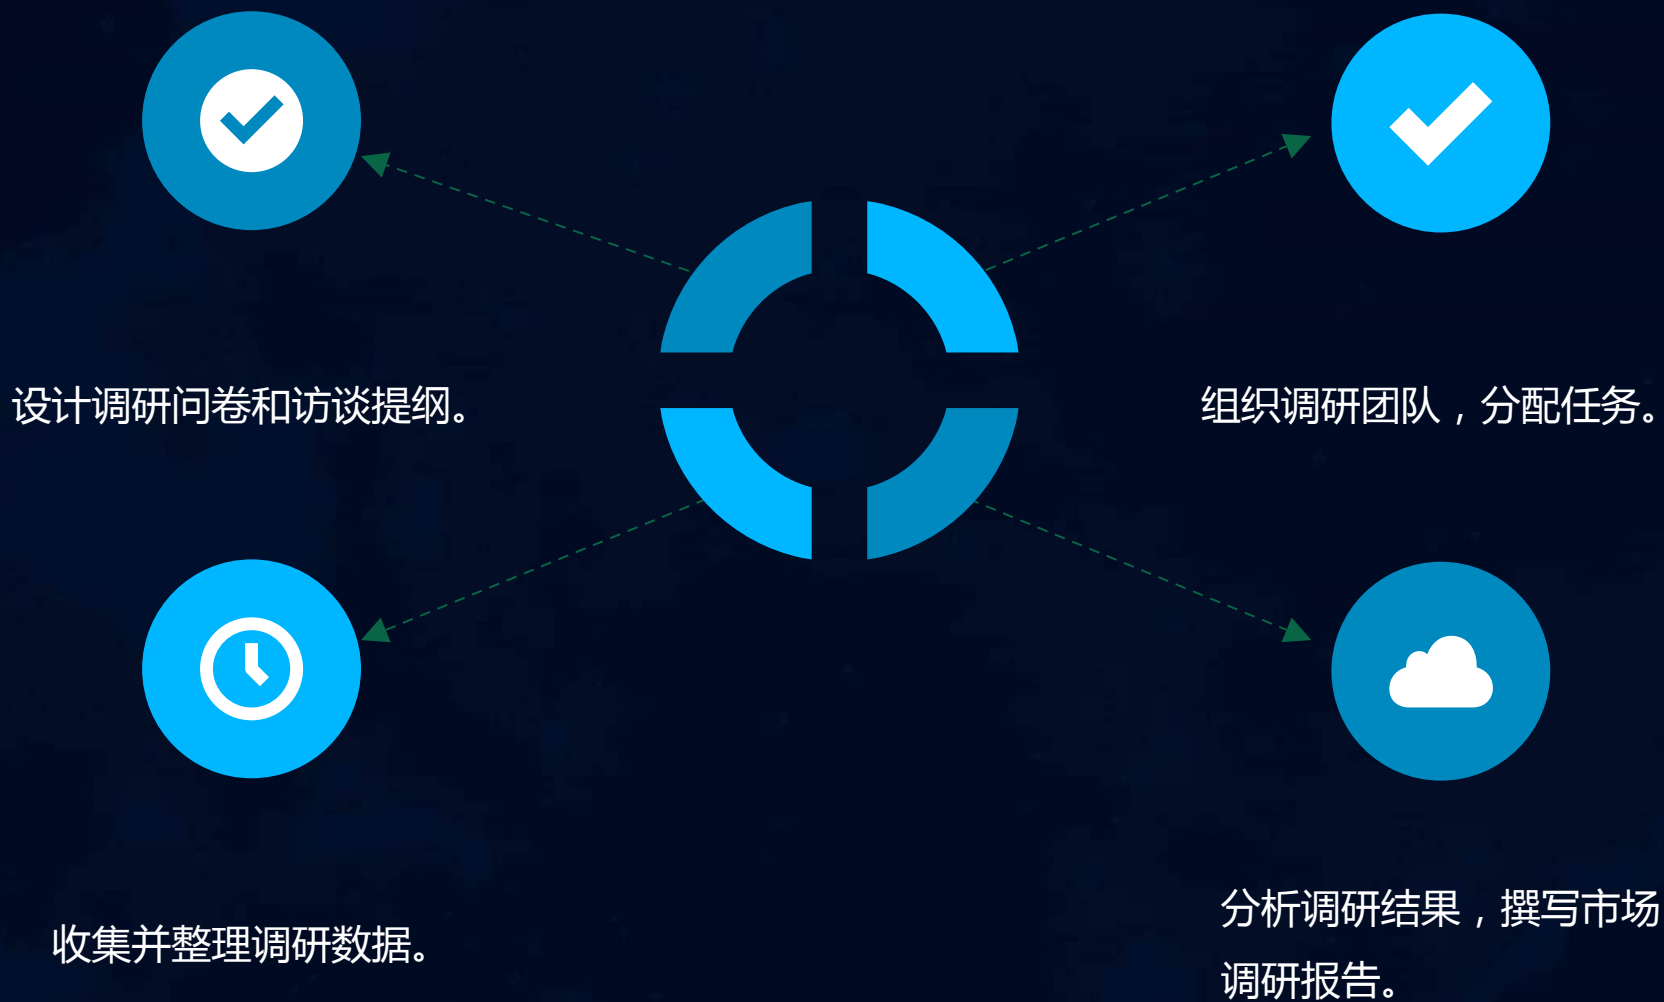 设计调研问卷和访谈提纲。
组织调研团队，分配任务。
收集并整理调研数据。
分析调研结果，撰写市场
调研报告。